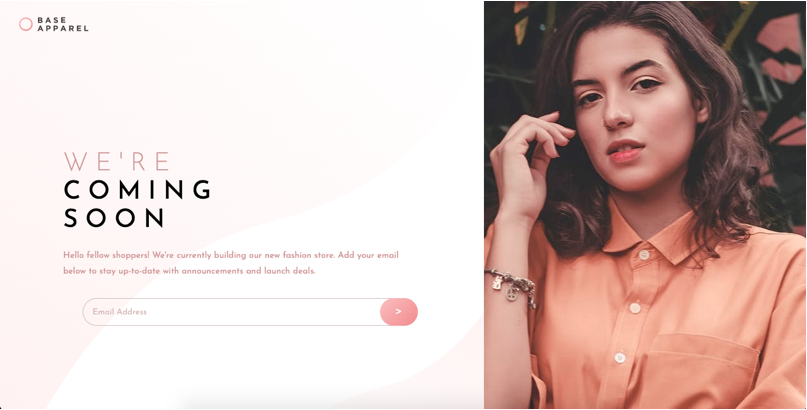 BASE
APPAREL
WE'RE
COMING
SOON
Hello fellow shoppers! We're currently building our new fashion store. Add your email
below to stay up-to-date with announcements and launch deals.
Email Address
>